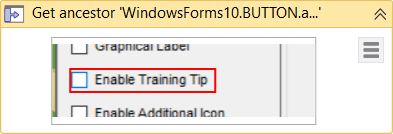 Get ancestor 'WindowsForms10.BUTTON.a...'
Graphical Label
Enable Training Tip
Enable Additional Icon